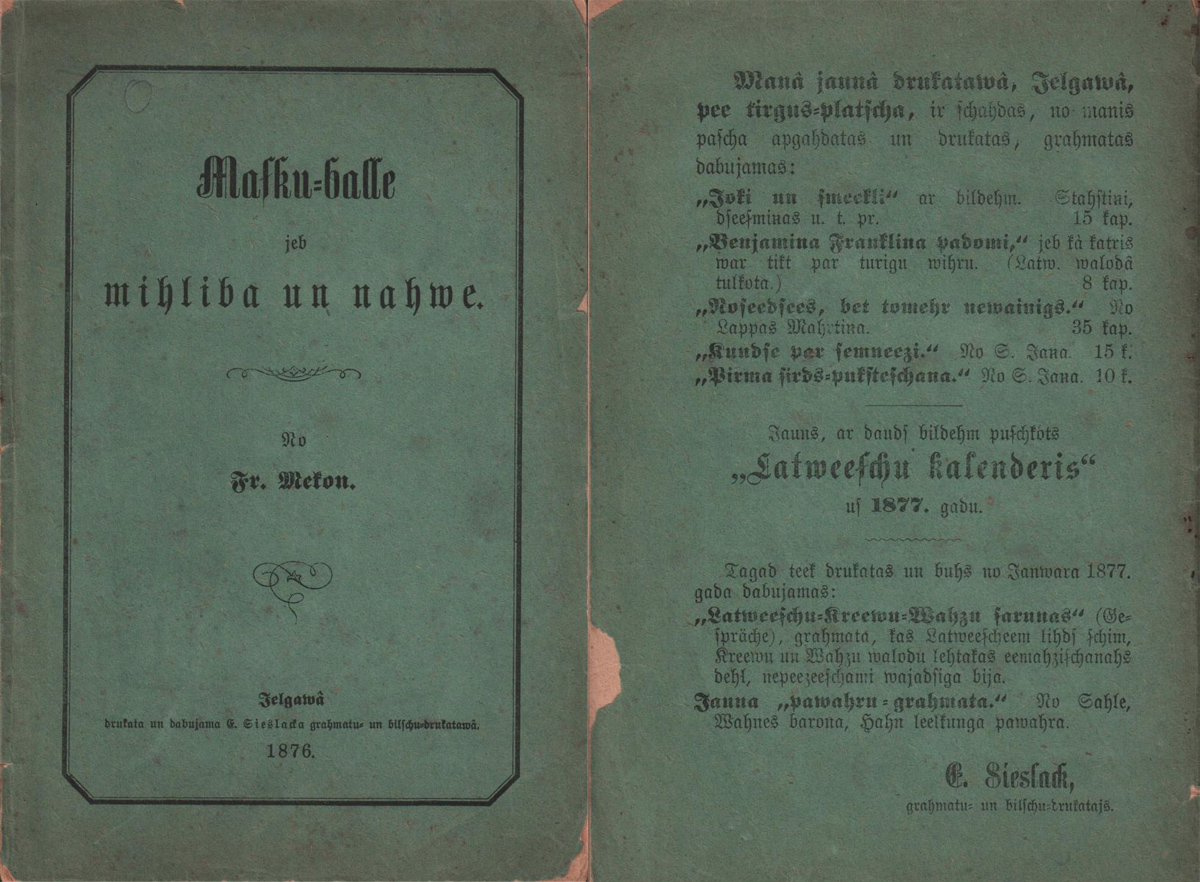 Maſku-balle
jeb
mihliba un nahwe.
No
Fr. Mekon.
Jelgawâ
drukata un dabujama E. Sieslacka grahmatu- un bilſchu-drukatawâ.
1876.
Manâ jaunâ drukatawâ, Jelgawâ,
pee tirgus-platſcha, ir ſchahdas, no manis
paſcha apgahdatas un drukatas, grahmatas
dabujamas:
„Joki un ſmeekli“ ar bildehm. Stahſtini,
dſeeſminas u. t. pr. 15 kap.
„Benjamina Franklina padomi,“ jeb kà katris
war tikt par turigu wihru. (Latw. walodâ
tulkota.) 8 kap.
„Noſeedſees, bet tomehr newainigs.“ No
Lappas Mahrtina. 35 kap.
„Kundſe par ſemneezi.“ No S. Jana. 15 k.
„Pirma ſirds-pukſteſchana.“ No S. Jana. 10 k.
Jauns, ar daudſ bildehm puſchkots
„Latweeſchu kalenderis“
uſ 1877. gadu.
Tagad teek drukatas un buhs no Janwara 1877.
gada dabujamas:
„Latweeſchu-Kreewu-Wahzu ſarunas“ (Ge-
ſpräche), grahmata, kas Latweeſcheem lihdſ ſchim,
Kreewu un Wahzu walodu lehtakas eemahziſchanahs
dehl, nepeezeeſchami wajadſiga bija.
Jauna „pawahru-grahmata.“ No Sahle,
Wahnes barona, Hahn leelkunga pawahra.
E. Sieslack,
grahmatu- un bilſchu-drukatajs.